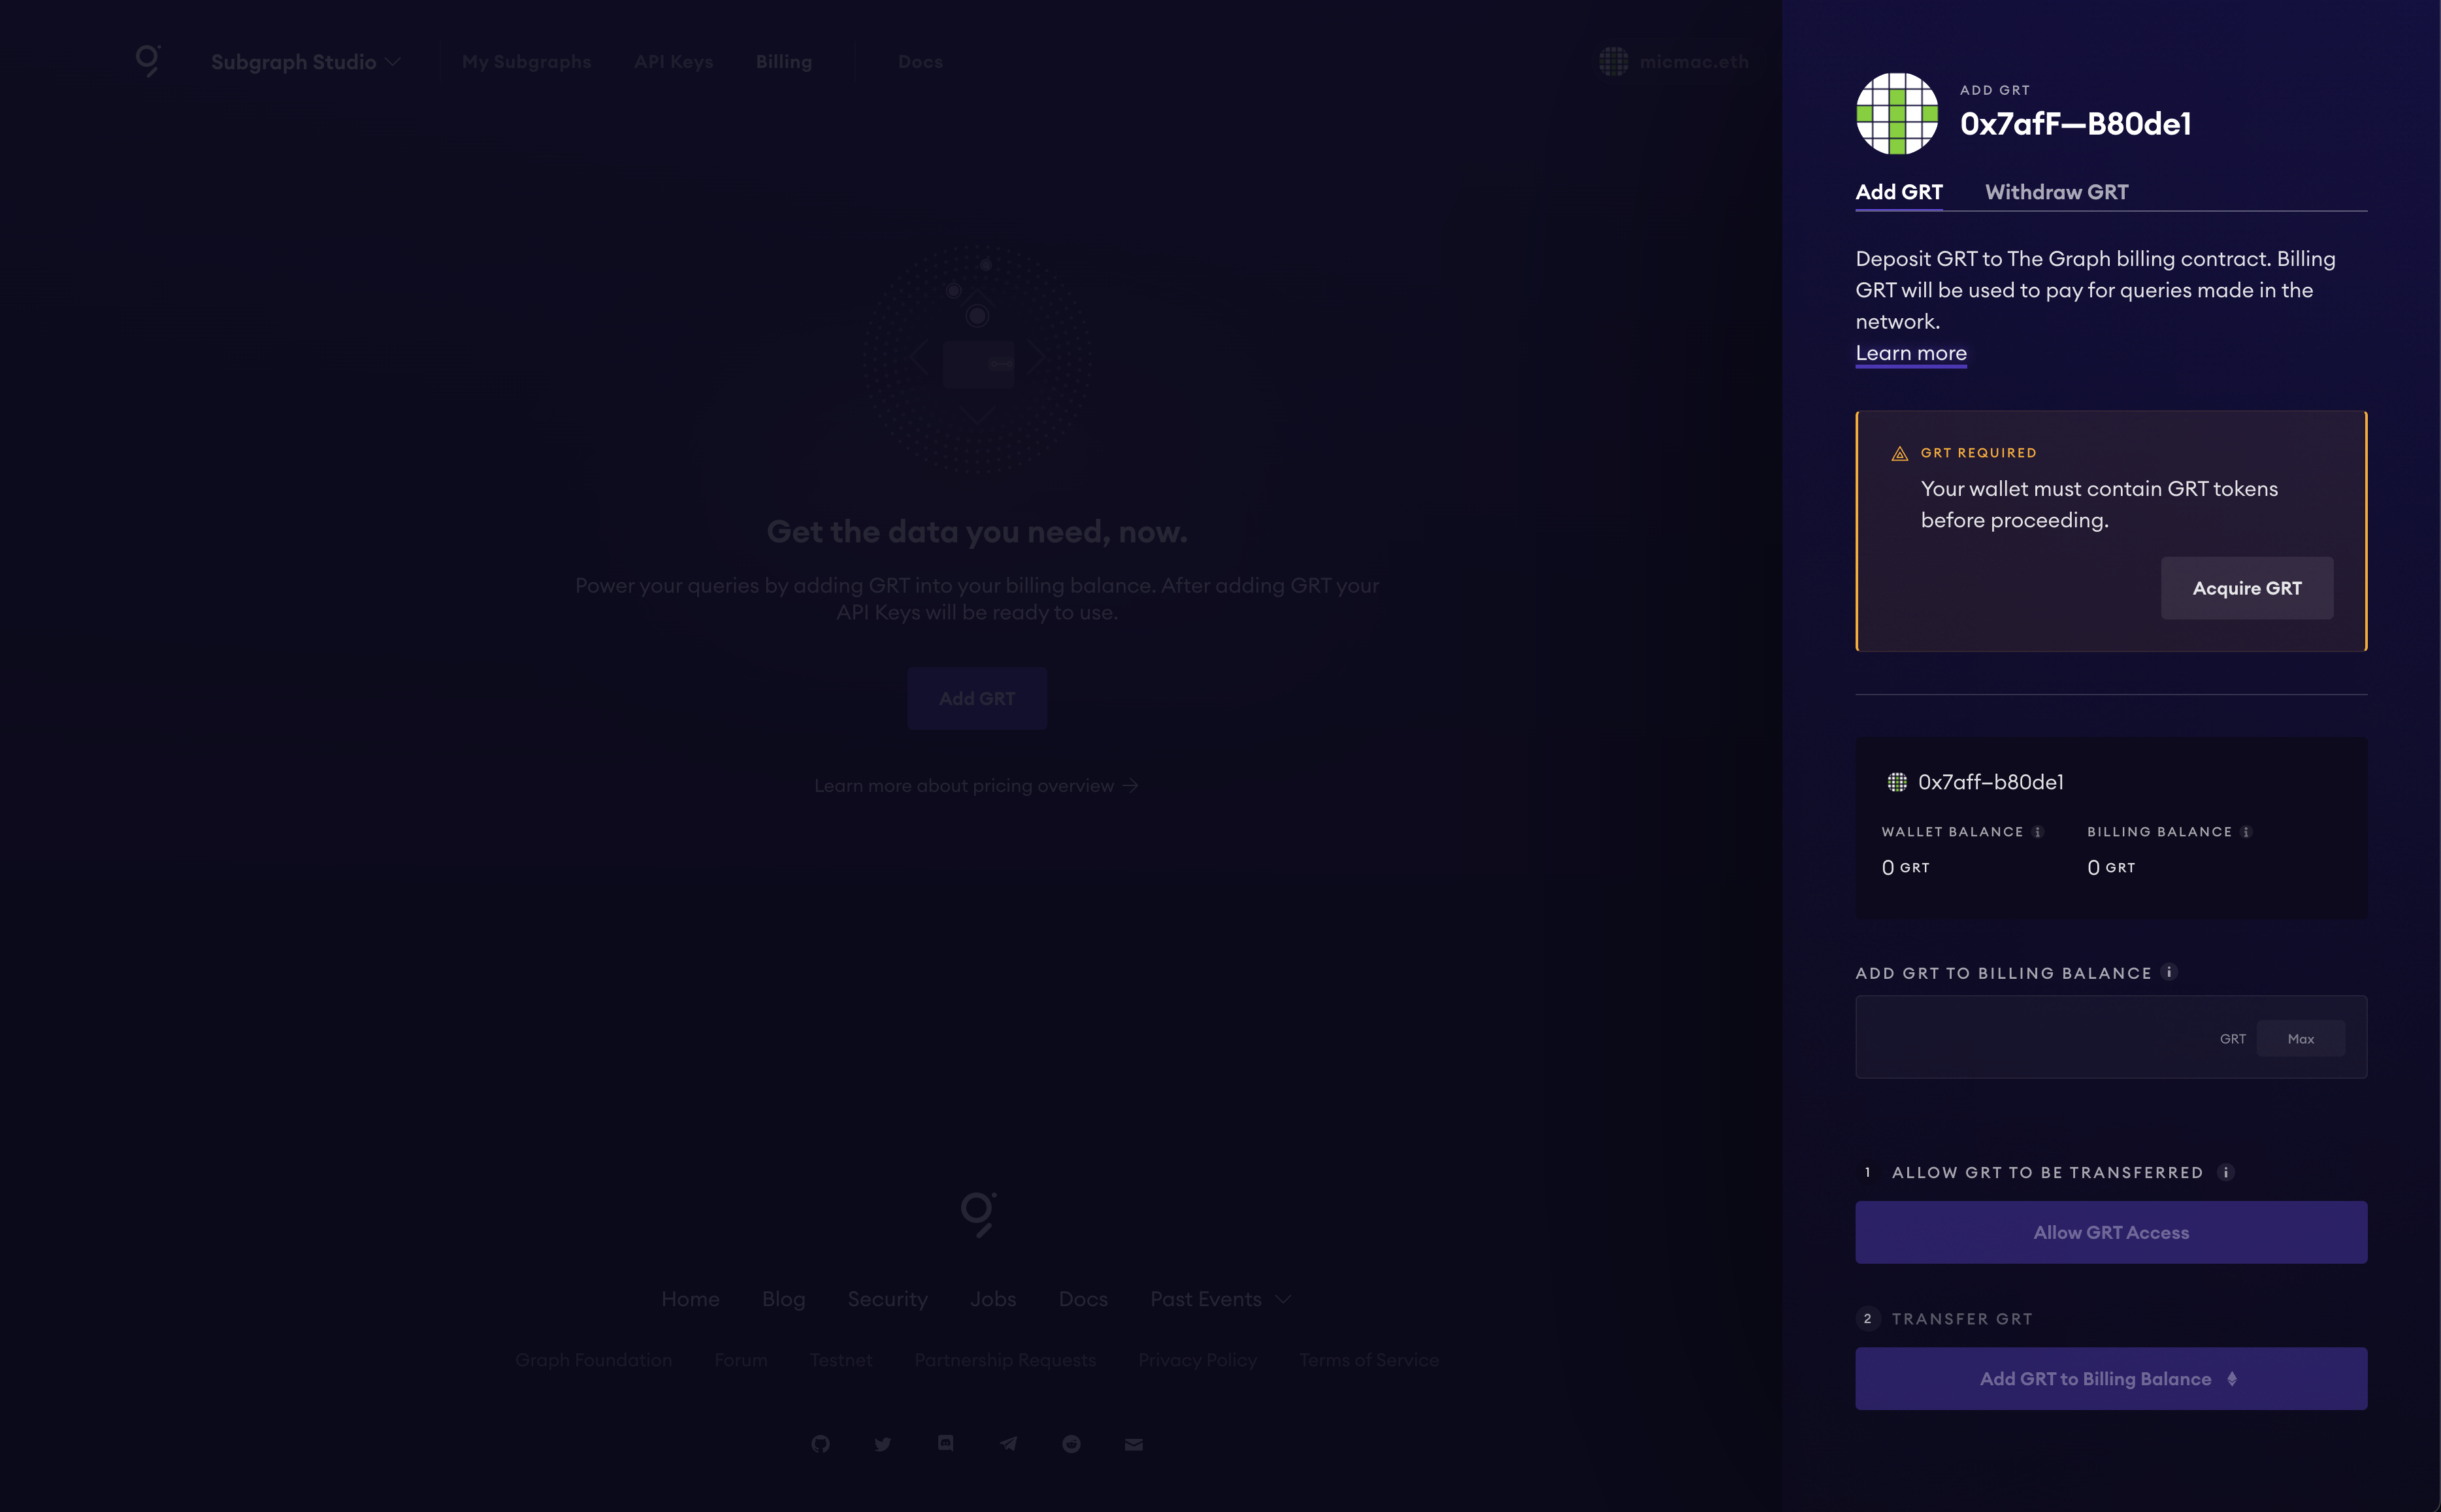 Subgraph Studio
My Subgraphs
API Keys
Billing
Docs
micmac.eth
Get the data you need, now.
Power your queries by adding GRT into your billing balance. After adding GRT your
API Keys will be ready to use.
Add GRT
Learn more about pricing overview →
Home
Blog
Security
Jobs
Docs
Past Events
Graph Foundation
Forum
Testnet
Partnership Requests
Privacy Policy
Terms of Service
ADD GRT
0x7afF—B80de1
Add GRT
Withdraw GRT
Deposit GRT to The Graph billing contract. Billing
GRT will be used to pay for queries made in the
network.
Learn more
GRT REQUIRED
Your wallet must contain GRT tokens
before proceeding.
Acquire GRT
0x7aff—b80de1
WALLET BALANCE
BILLING BALANCE
0 GRT
0 GRT
ADD GRT TO BILLING BALANCE
GRT
Max
1 ALLOW GRT TO BE TRANSFERRED
Allow GRT Access
2 TRANSFER GRT
Add GRT to Billing Balance